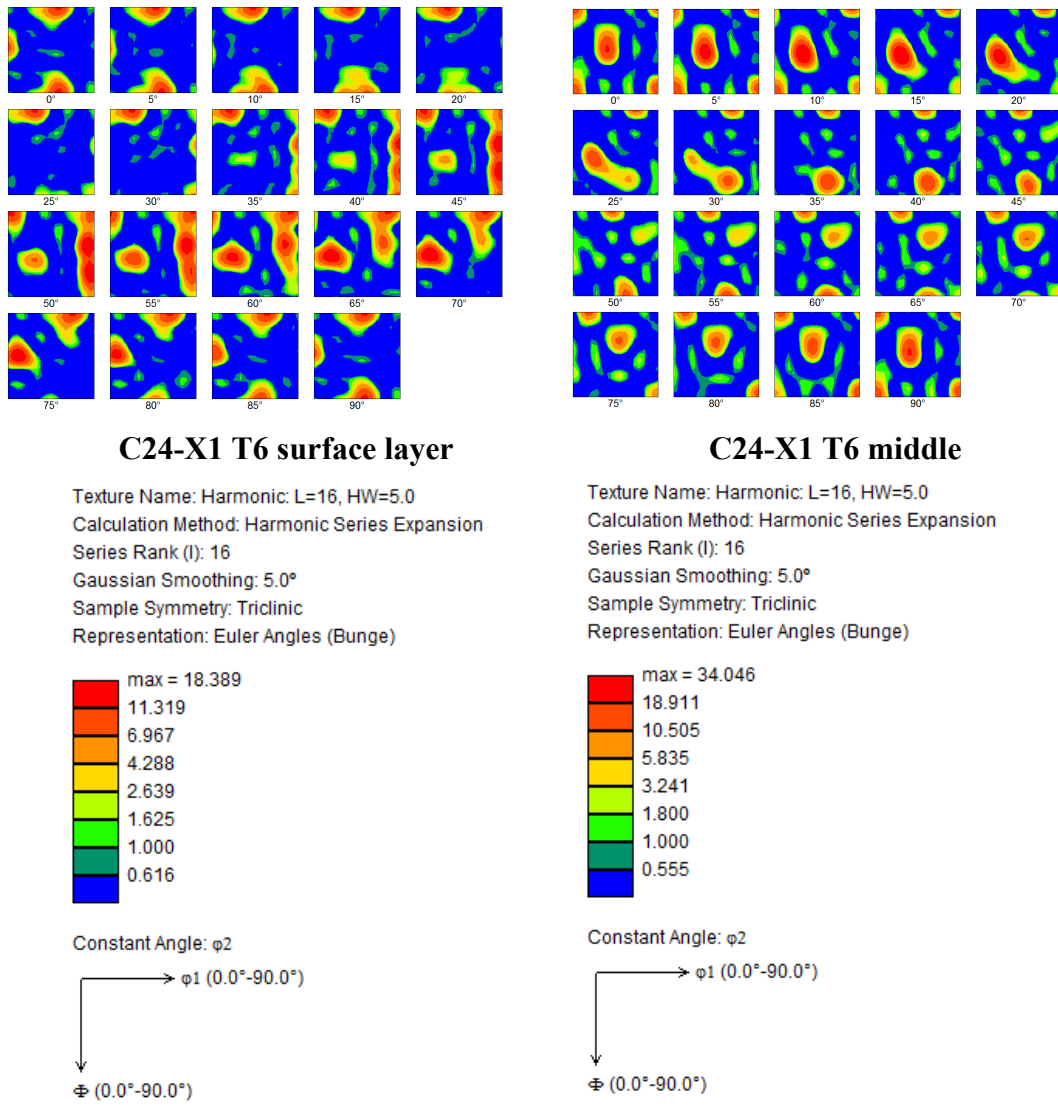 0° 5° 10° 15° 20°
25° 30° 35° 40° 45°
50° 55° 60° 65° 70°
75° 80° 85° 90°
C24-X1 T6 surface layer
Texture Name: Harmonic: L=16, HW=5.0
Calculation Method: Harmonic Series Expansion
Series Rank (l): 16
Gaussian Smoothing: 5.0º
Sample Symmetry: Triclinic
Representation: Euler Angles (Bunge)
max = 18.389
11.319
6.967
4.288
2.639
1.625
1.000
0.616
Constant Angle: φ2
φ1 (0.0°-90.0°)
Φ (0.0°-90.0°)
0° 5° 10° 15° 20°
25° 30° 35° 40° 45°
50° 55° 60° 65° 70°
75° 80° 85° 90°
C24-X1 T6 middle
Texture Name: Harmonic: L=16, HW=5.0
Calculation Method: Harmonic Series Expansion
Series Rank (l): 16
Gaussian Smoothing: 5.0º
Sample Symmetry: Triclinic
Representation: Euler Angles (Bunge)
max = 34.046
18.911
10.505
5.835
3.241
1.800
1.000
0.555
Constant Angle: φ2
φ1 (0.0°-90.0°)
Φ (0.0°-90.0°)